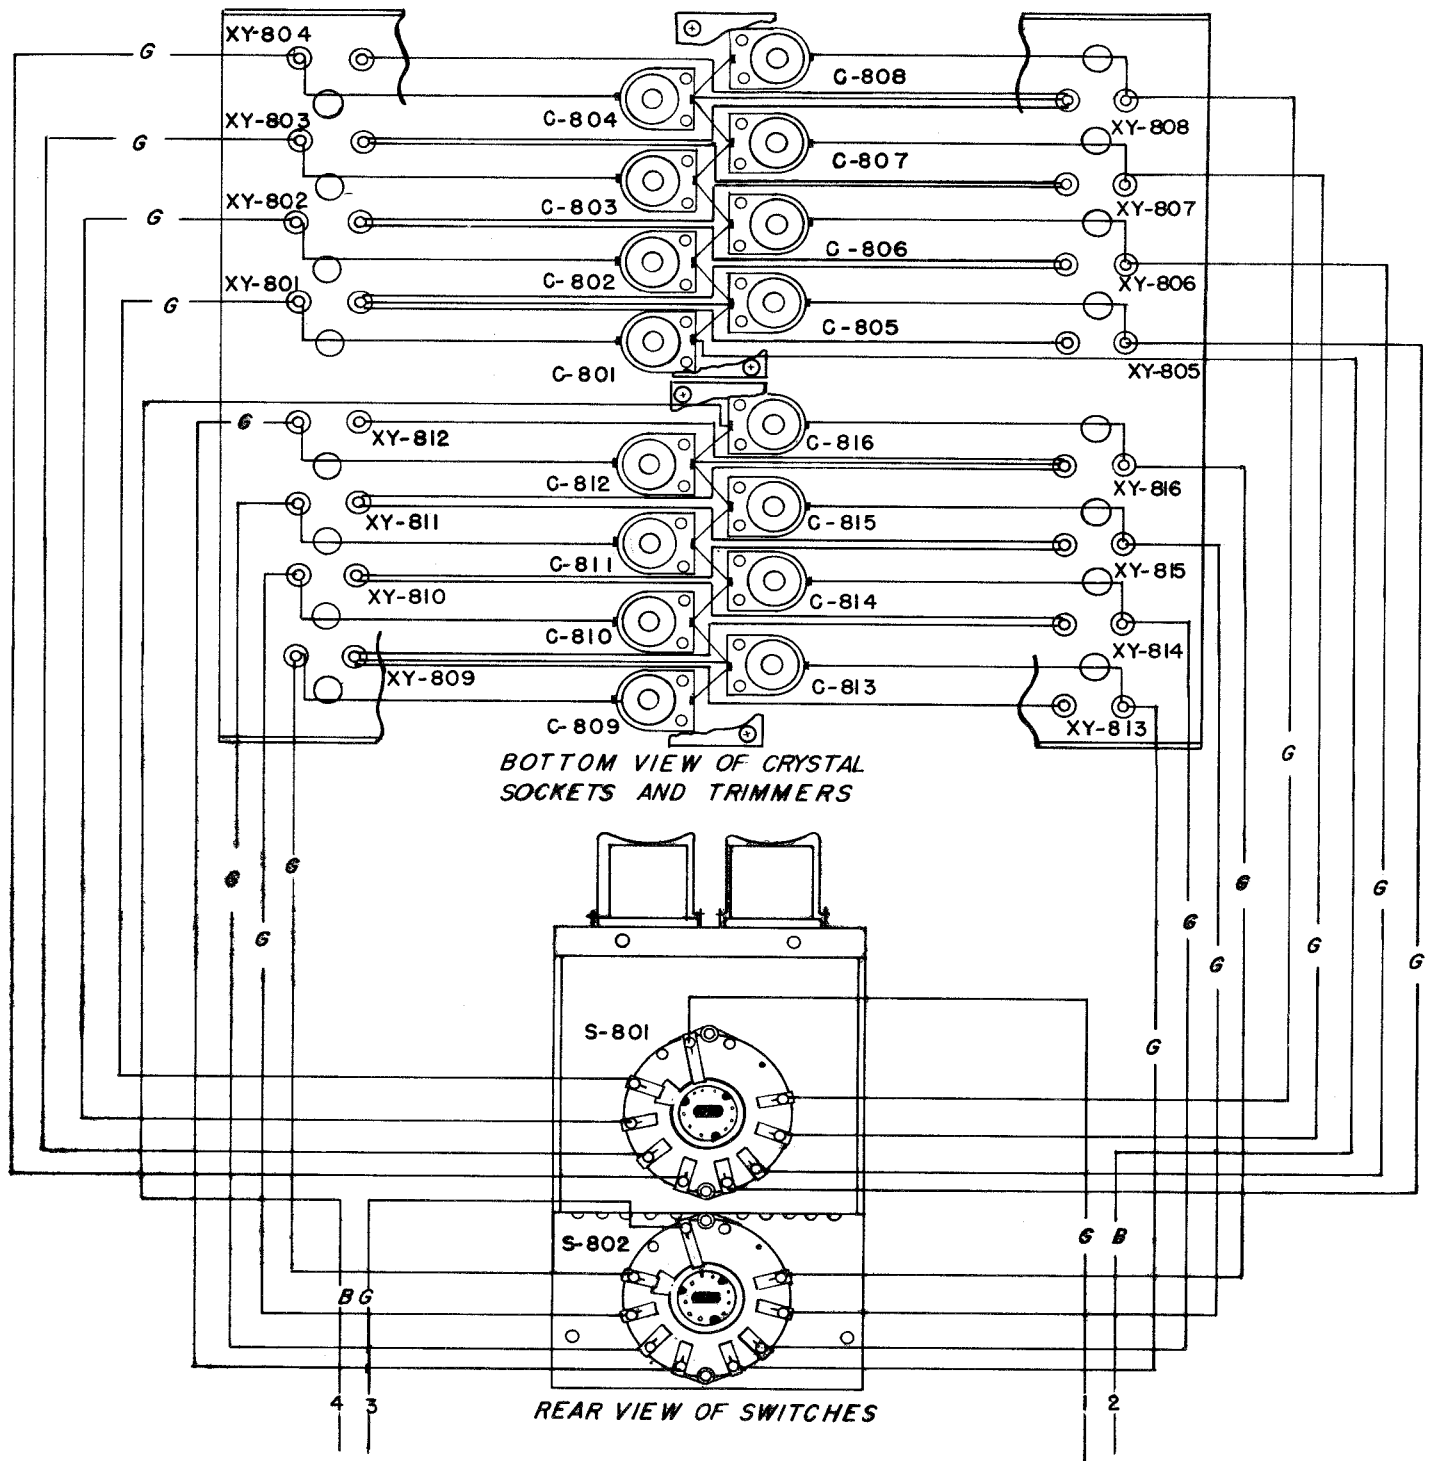 XY-804
G
C-808
C-804
XY-803
XY-808
G
C-807
XY-802
C-803
XY-807
G
C-806
XY-801
C-802
XY-806
G
C-805
C-801
XY-805
G
XY-812
C-816
C-812
XY-816
XY-811
C-815
C-811
XY-815
XY-810
C-814
C-810
XY-814
XY-809
C-813
C-809
XY-813
BOTTOM VIEW OF CRYSTAL
SOCKETS AND TRIMMERS
G
G
G
G
G
G
G
G
G
G
G
G
S-801
G B
S-802
B G
4 3
1 2
REAR VIEW OF SWITCHES